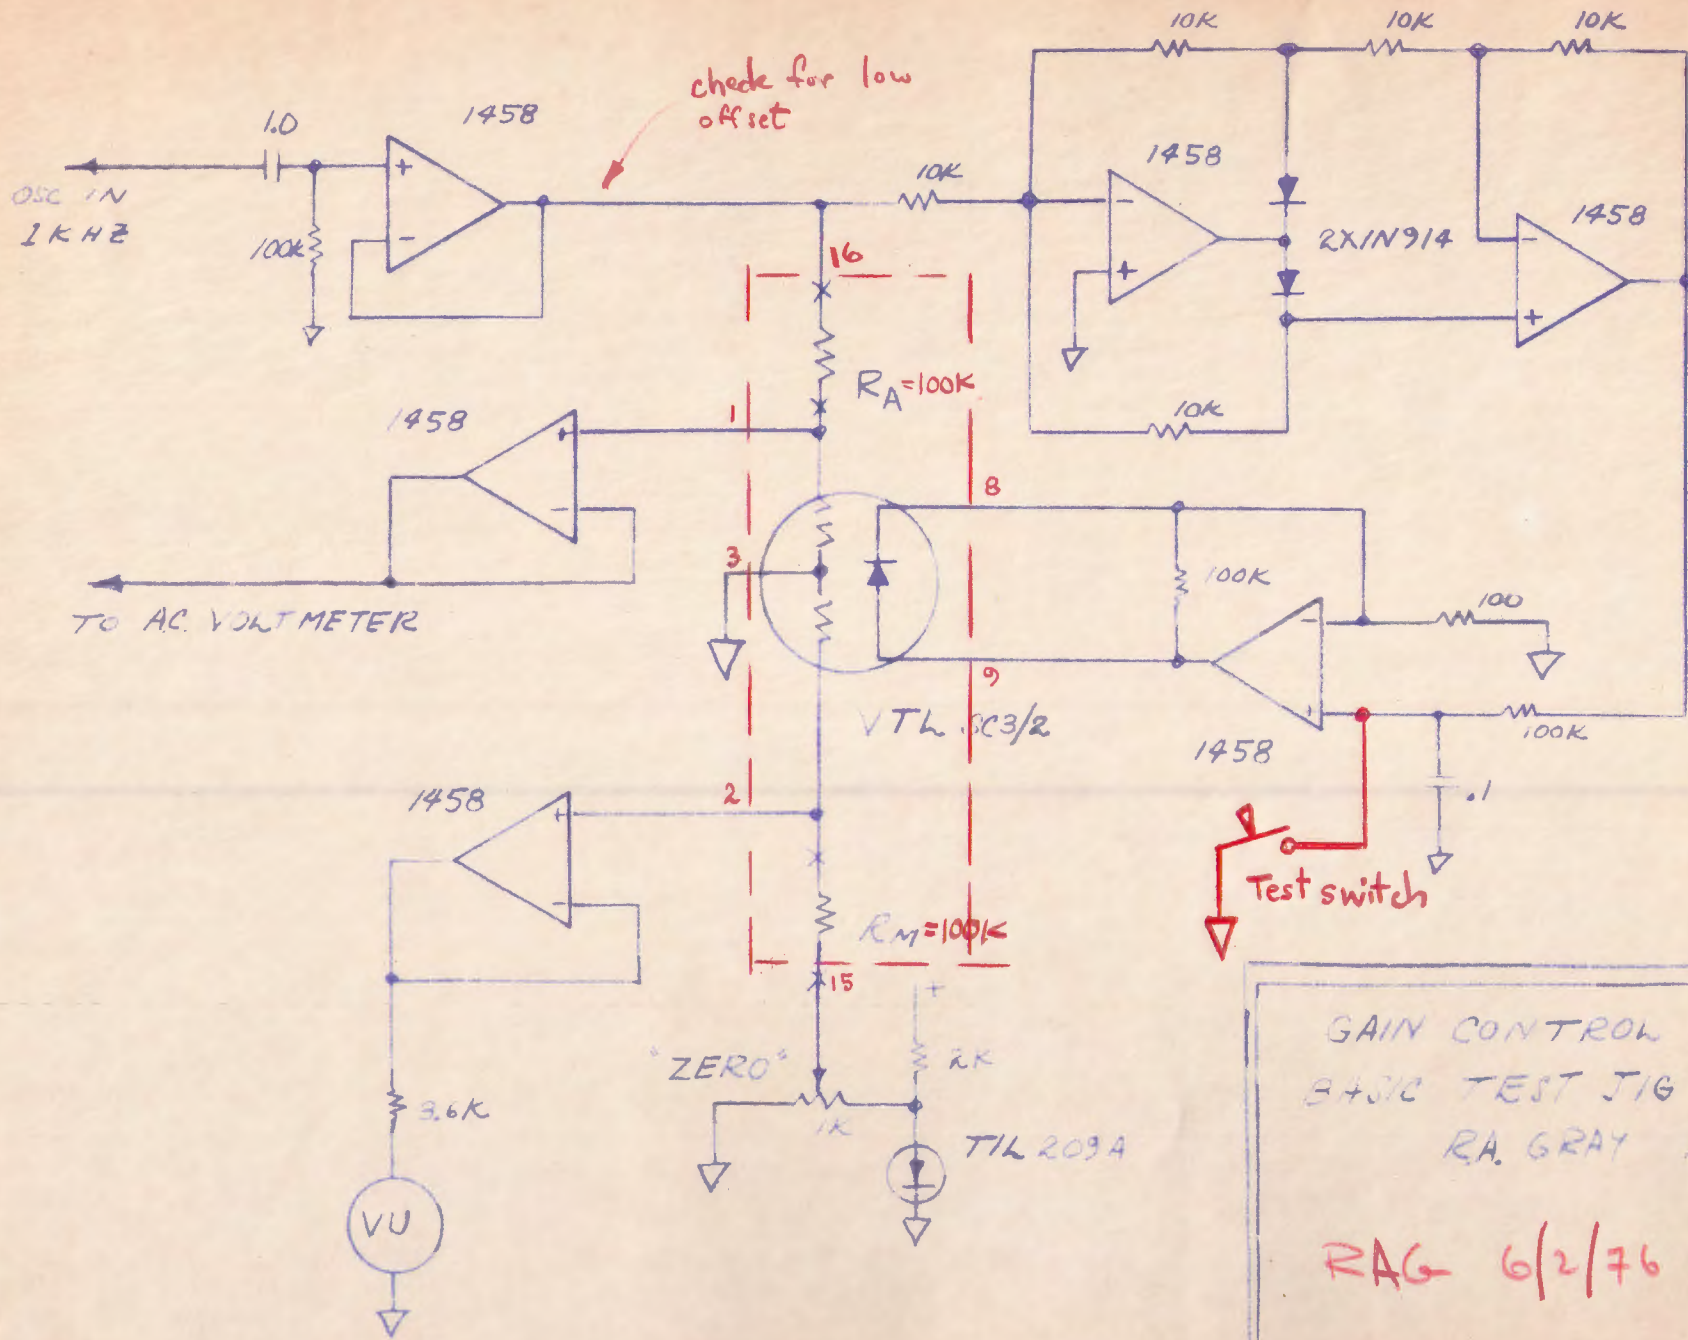 10K
10K
10K
check for low
offset
1.0
1458
OSC IN
1 KHZ
100K
+
-
10K
1458
-
+
2X1N914
1458
-
+
16
RA=100K
10K
1458
+
-
1
8
3
TO AC VOLTMETER
100K
100
-
+
9
VTL 5C3/2
1458
100K
.1
1458
+
-
2
Test switch
RM=100K
15
+
"ZERO"
2K
1K
3.6K
TIL 209A
VU
GAIN CONTROL
BASIC TEST JIG
R.A. GRAY
RAG 6/2/76